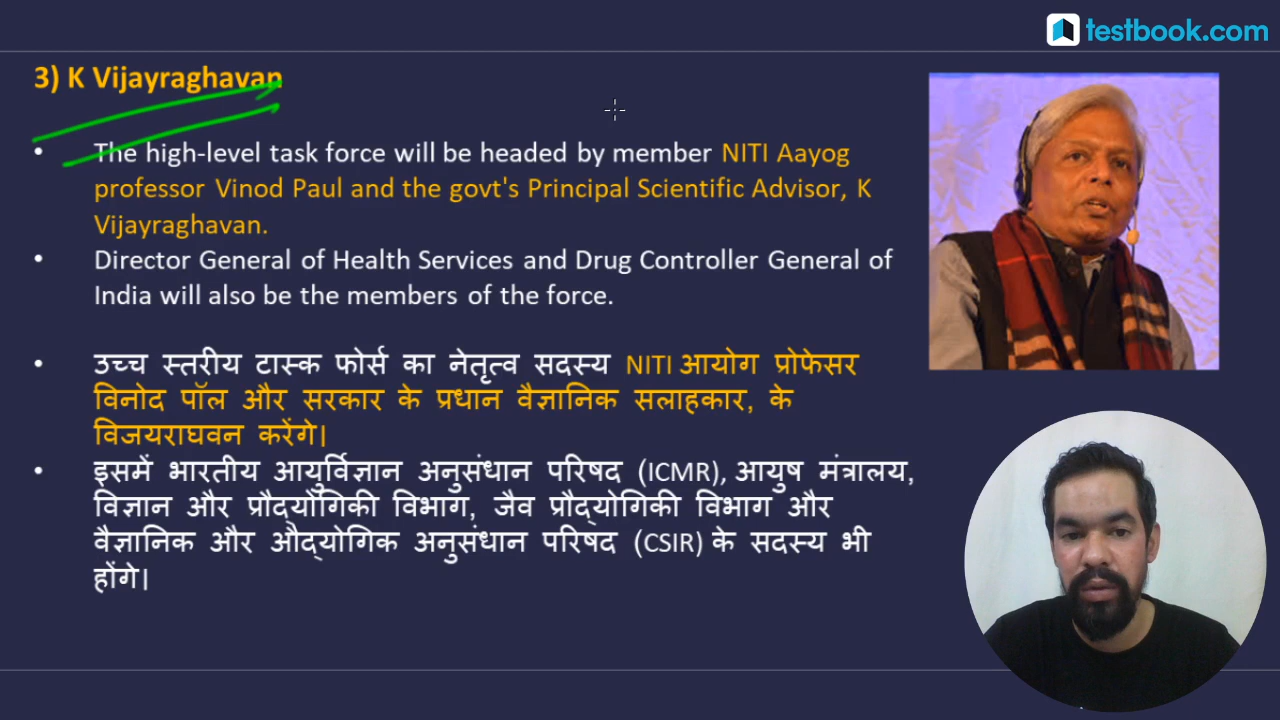 testbook.com
3) K Vijayraghavan
• The high-level task force will be headed by member NITI Aayog
professor Vinod Paul and the govt's Principal Scientific Advisor, K
Vijayraghavan.
• Director General of Health Services and Drug Controller General of
India will also be the members of the force.
• उच्च स्तरीय टास्क फोर्स का नेतृत्व सदस्य NITI आयोग प्रोफेसर
विनोद पॉल और सरकार के प्रधान वैज्ञानिक सलाहकार, के
विजयराघवन करेंगे।
• इसमें भारतीय आयुर्विज्ञान अनुसंधान परिषद (ICMR), आयुष मंत्रालय,
विज्ञान और प्रौद्योगिकी विभाग, जैव प्रौद्योगिकी विभाग और
वैज्ञानिक और औद्योगिक अनुसंधान परिषद (CSIR) के सदस्य भी
होंगे।